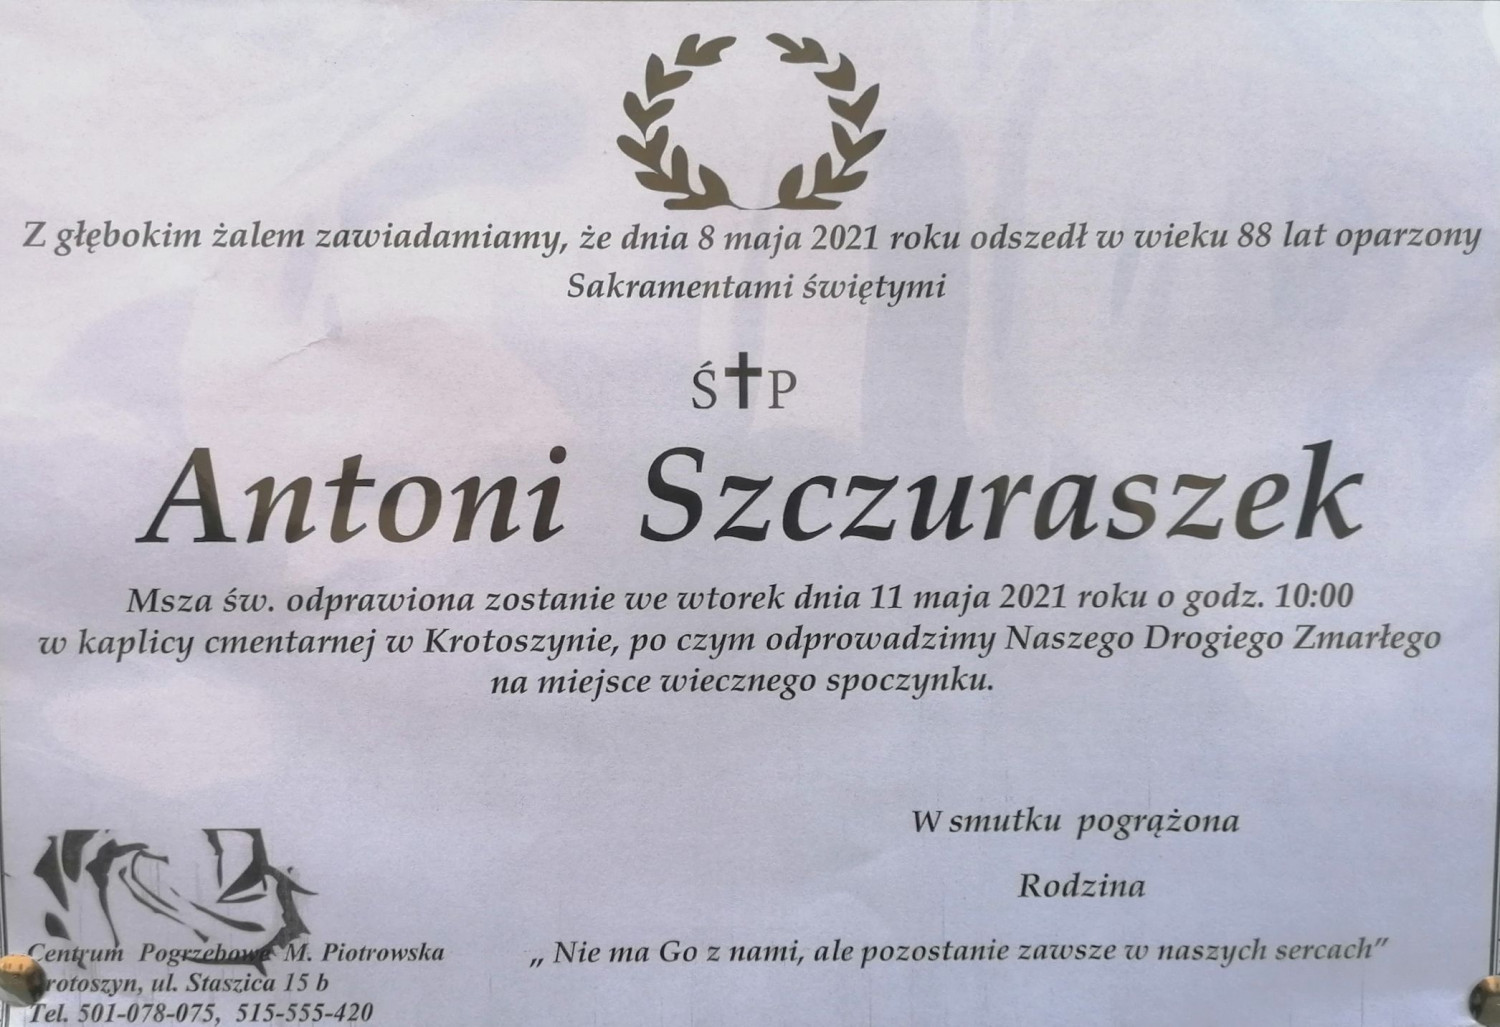 Z głębokim żalem zawiadamiamy, że dnia 8 maja 2021 roku odszedł w wieku 88 lat oparzony
Sakramentami świętymi
Ś✝P
Antoni Szczuraszek
Msza św. odprawiona zostanie we wtorek dnia 11 maja 2021 roku o godz. 10:00
w kaplicy cmentarnej w Krotoszynie, po czym odprowadzimy Naszego Drogiego Zmarłego
na miejsce wiecznego spoczynku.
W smutku pogrążona
Rodzina
„ Nie ma Go z nami, ale pozostanie zawsze w naszych sercach”
Centrum Pogrzebowe M. Piotrowska
Krotoszyn, ul. Staszica 15 b
Tel. 501-078-075, 515-555-420